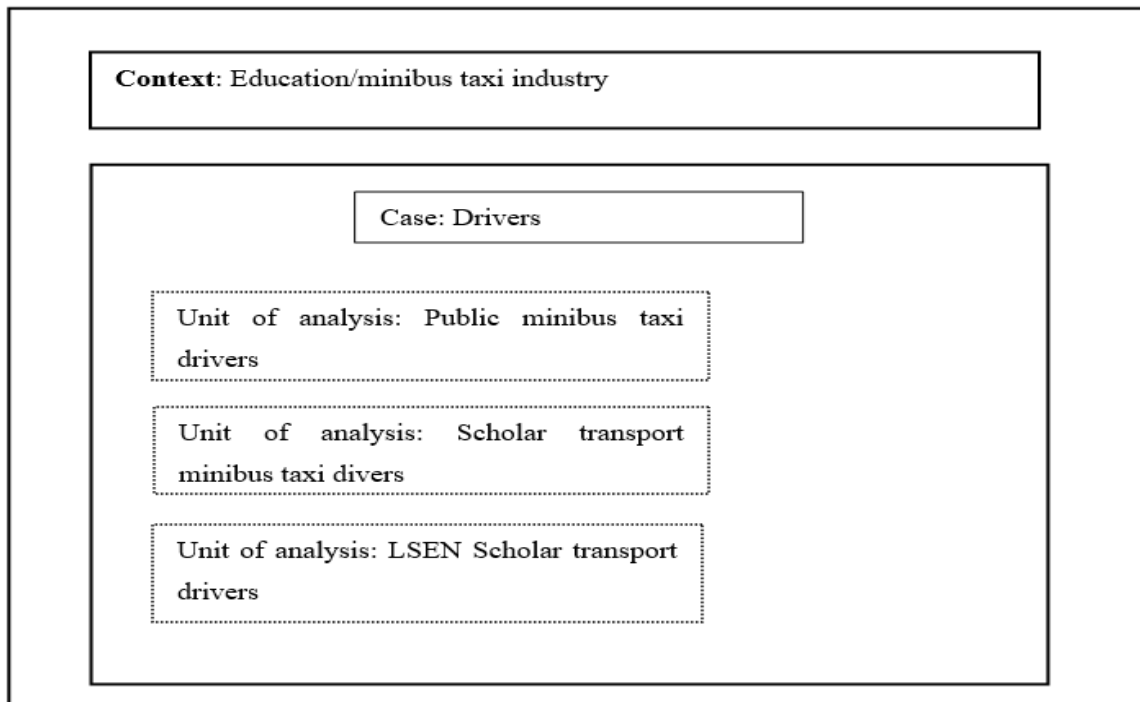 Context: Education/minibus taxi industry
Case: Drivers
Unit of analysis: Public minibus taxi
drivers
Unit of analysis: Scholar transport
minibus taxi divers
Unit of analysis: LSEN Scholar transport
drivers